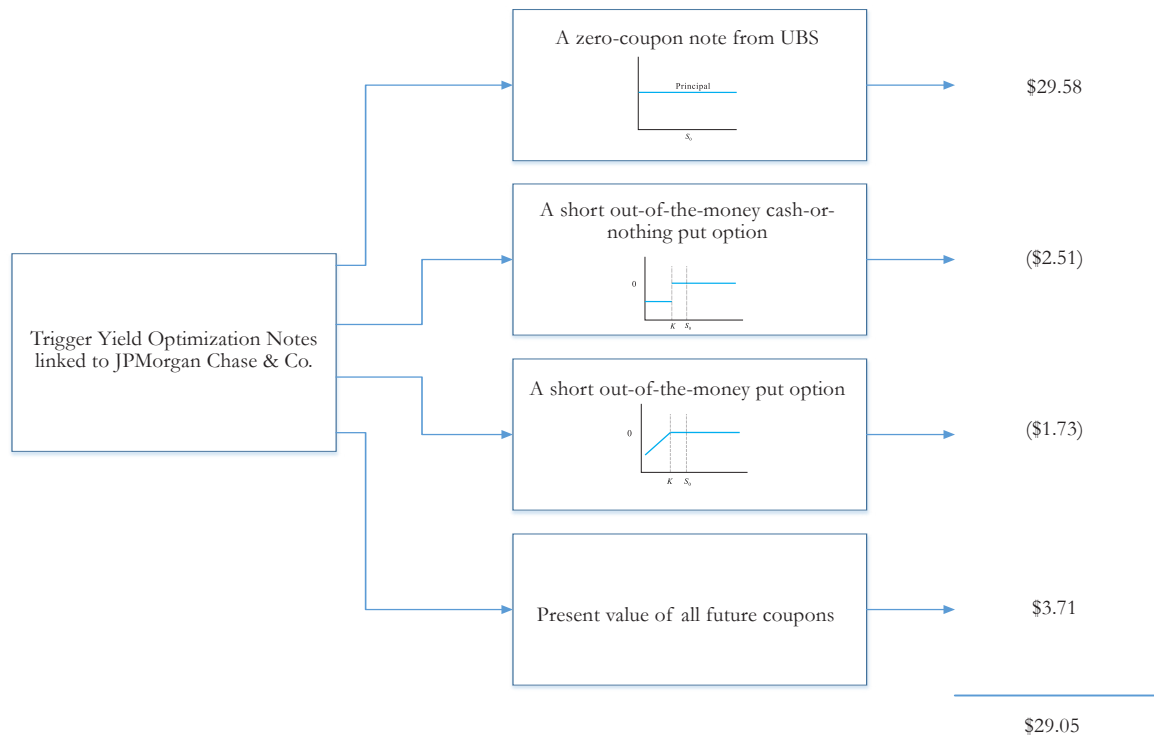 A zero-coupon note from UBS
Principal
S₀
$29.58
A short out-of-the-money cash-or-
nothing put option
0
K S₀
($2.51)
Trigger Yield Optimization Notes
linked to JPMorgan Chase & Co.
A short out-of-the-money put option
0
K S₀
($1.73)
Present value of all future coupons
$3.71
$29.05